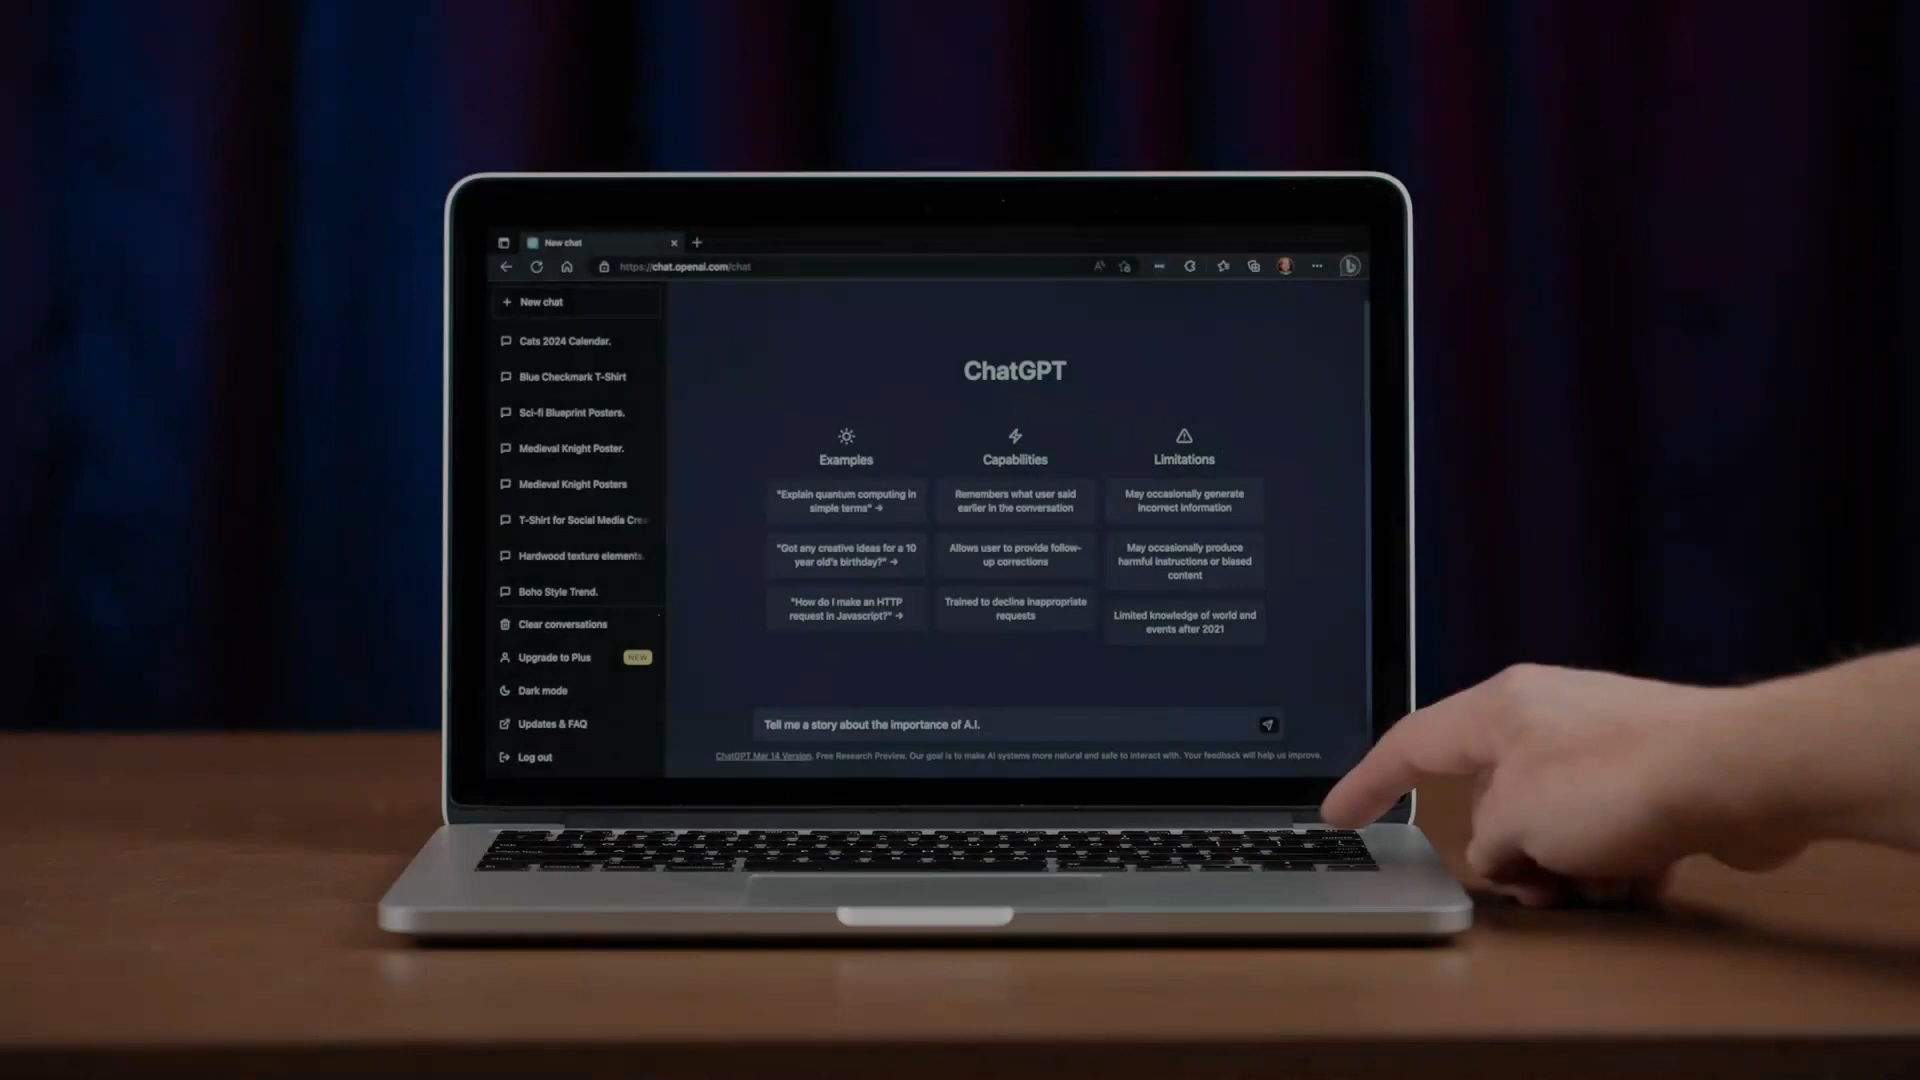 New chat
https://chat.openai.com/chat
New chat
Cats 2024 Calendar.
Blue Checkmark T-Shirt
Sci-fi Blueprint Posters.
Medieval Knight Poster.
Medieval Knight Posters
T-Shirt for Social Media Crea
Hardwood texture elements.
Boho Style Trend.
Clear conversations
Upgrade to Plus NEW
Dark mode
Updates & FAQ
Log out
ChatGPT
Examples
"Explain quantum computing in
simple terms" →
"Got any creative ideas for a 10
year old's birthday?" →
"How do I make an HTTP
request in Javascript?" →
Capabilities
Remembers what user said
earlier in the conversation
Allows user to provide follow-
up corrections
Trained to decline inappropriate
requests
Limitations
May occasionally generate
incorrect information
May occasionally produce
harmful instructions or biased
content
Limited knowledge of world and
events after 2021
Tell me a story about the importance of A.I.
ChatGPT Mar 14 Version. Free Research Preview. Our goal is to make AI systems more natural and safe to interact with. Your feedback will help us improve.